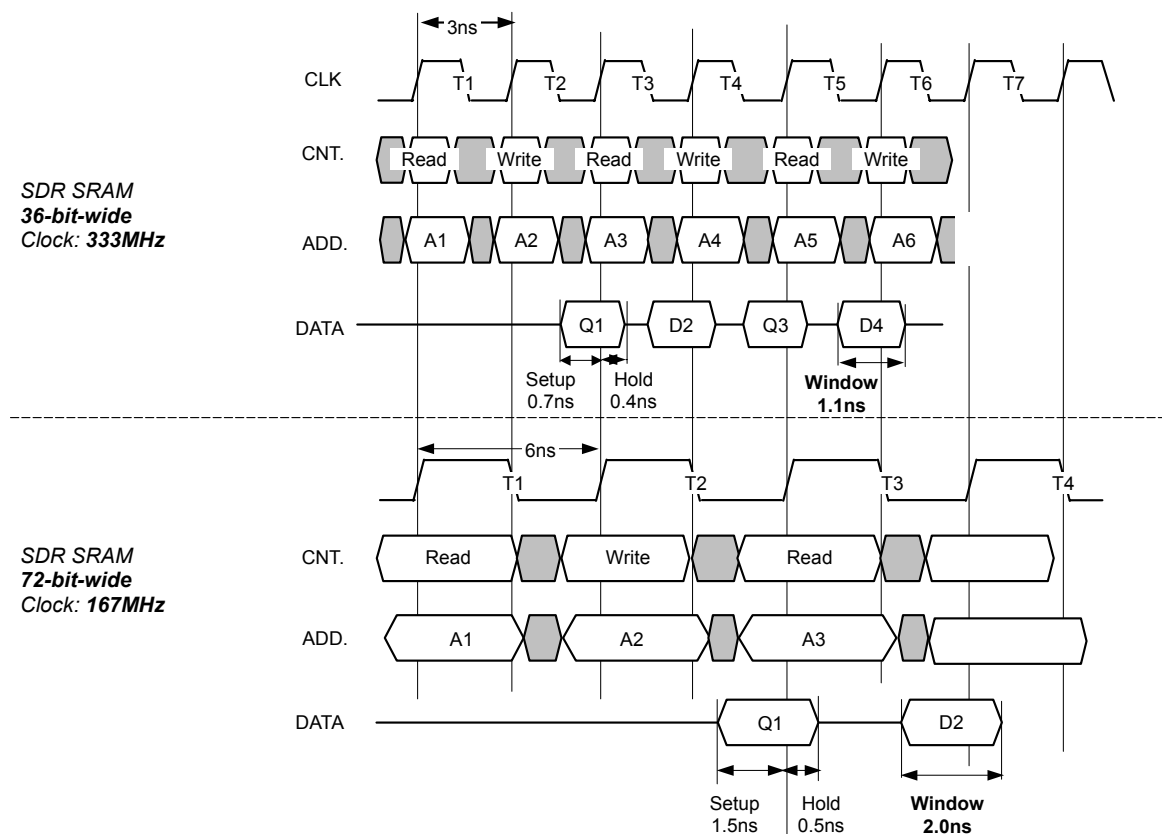 3ns
CLK
T1 T2 T3 T4 T5 T6 T7
CNT.
Read Write Read Write Read Write
SDR SRAM
36-bit-wide
Clock: 333MHz
ADD.
A1 A2 A3 A4 A5 A6
DATA
Q1 D2 Q3 D4
Setup
0.7ns
Hold
0.4ns
Window
1.1ns
6ns
T1 T2 T3 T4
SDR SRAM
72-bit-wide
Clock: 167MHz
CNT.
Read Write Read
ADD.
A1 A2 A3
DATA
Q1 D2
Setup
1.5ns
Hold
0.5ns
Window
2.0ns